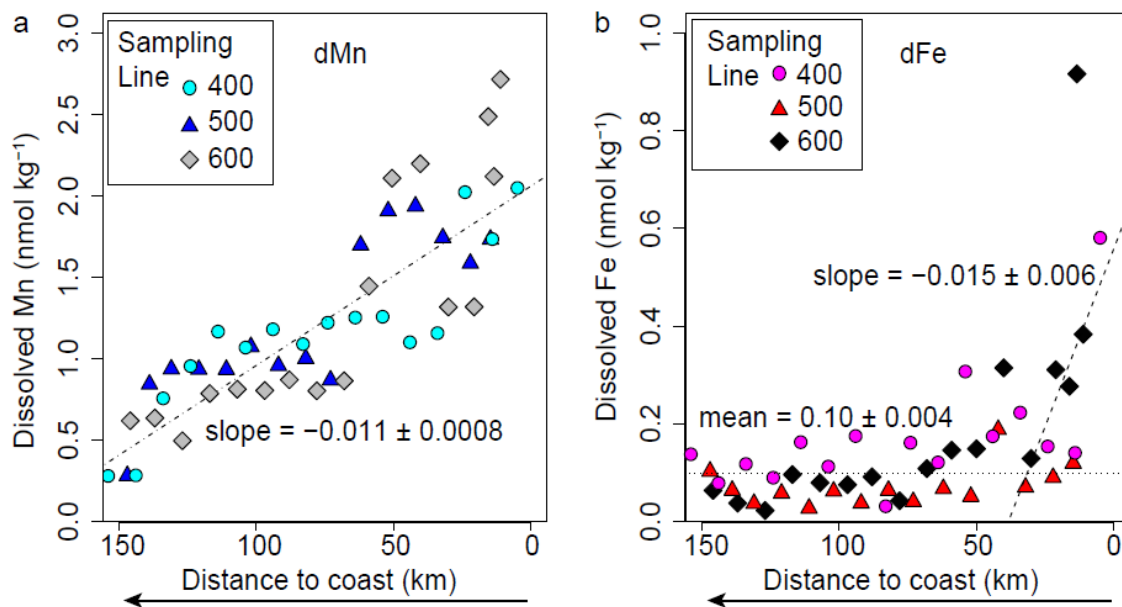 a
Sampling
Line
400
500
600
dMn
Dissolved Mn (nmol kg⁻¹)
3.0
2.5
2.0
1.5
1.0
0.5
0.0
slope = −0.011 ± 0.0008
150
100
50
0
Distance to coast (km)
b
Sampling
Line
400
500
600
dFe
Dissolved Fe (nmol kg⁻¹)
1.0
0.8
0.6
0.4
0.2
0.0
slope = −0.015 ± 0.006
mean = 0.10 ± 0.004
150
100
50
0
Distance to coast (km)